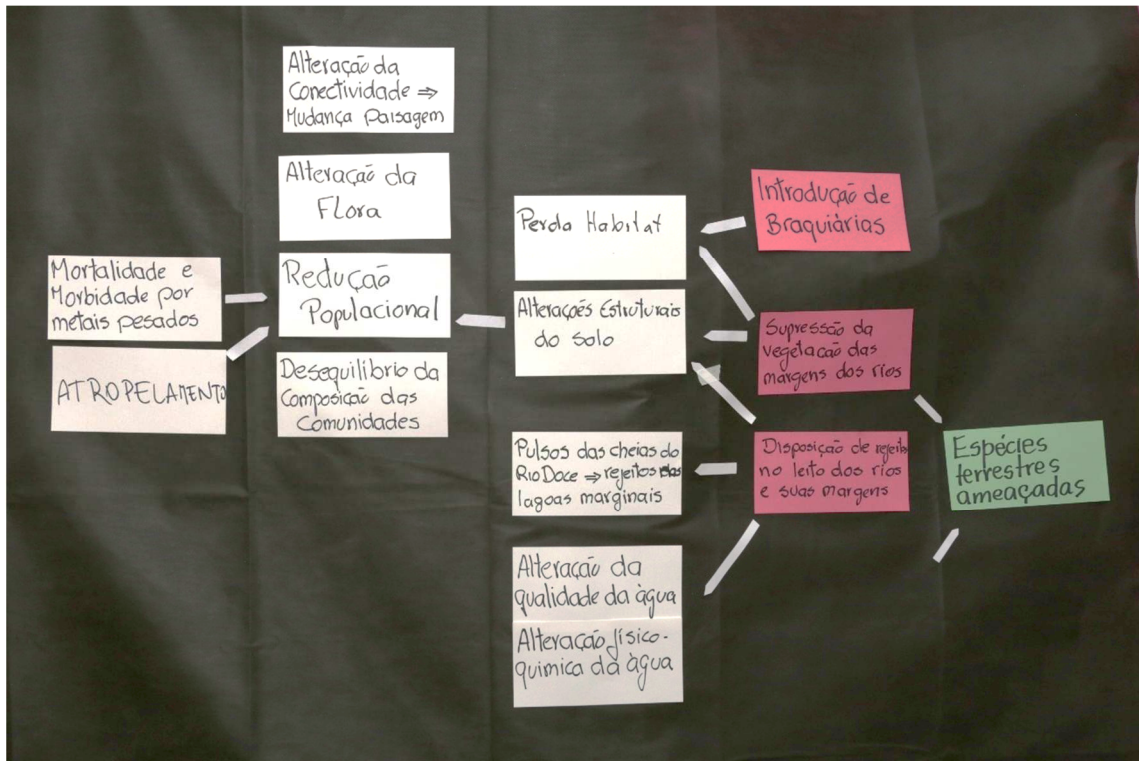 Alteração da
Conectividade ⇒
Mudança Paisagem
Alteração da
Flora
Mortalidade e
Morbidade por
metais pesados
Redução
Populacional
ATROPELAMENTO
Desequilíbrio da
Composição das
Comunidades
Perda Habitat
Alterações Estruturais
do solo
Pulsos das cheias do
Rio Doce ⇒ rejeitos
lagoas marginais
Alteração da
qualidade da àgua
Alteração físico-
química da àgua
Introdução de
Braquiárias
Supressão da
vegetação das
margens dos rios
Disposição de rejeitos
no leito dos rios
e suas margens
Espécies
terrestres
ameaçadas